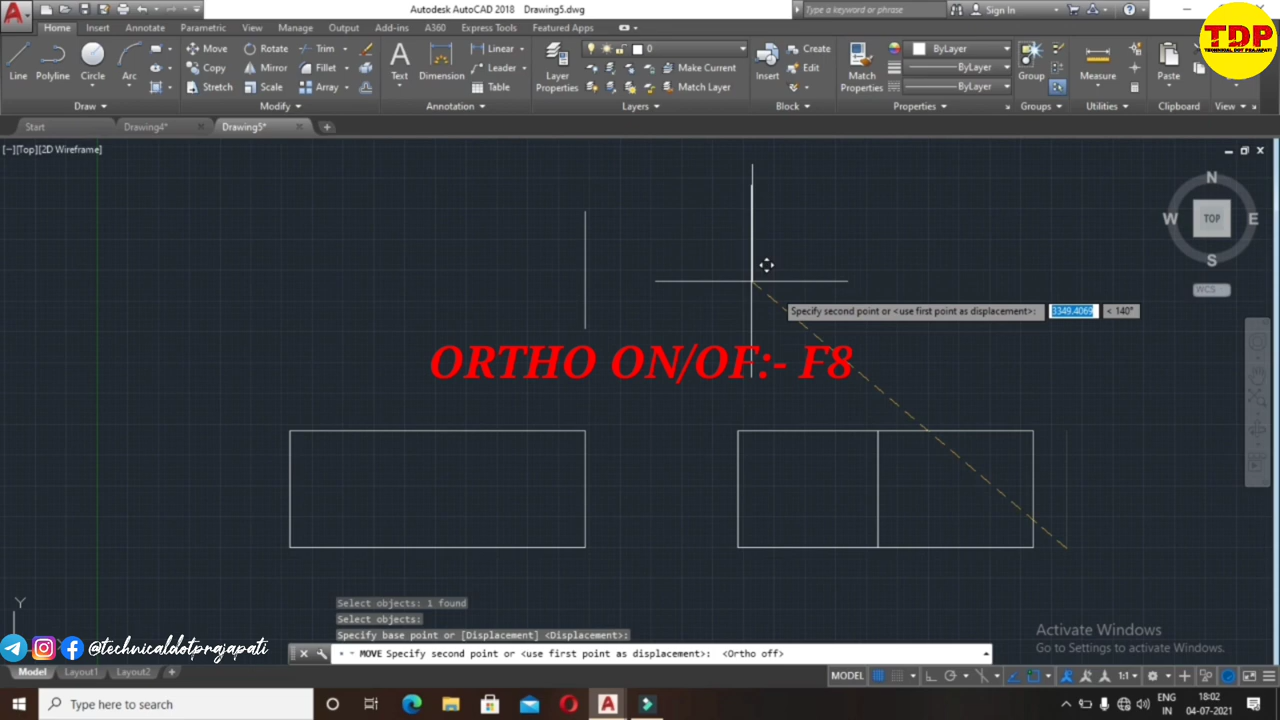 Autodesk AutoCAD 2018 Drawing5.dwg
Type a keyword or phrase
Sign In
TDP
TECHNICAL DOT PRAJAPATI
A
Home Insert Annotate Parametric View Manage Output Add-ins A360 Express Tools Featured Apps
Line Polyline Circle Arc
Move Rotate Trim
Copy Mirror Fillet
Stretch Scale Array
Text Dimension
Linear
Leader
Table
Layer Properties
0
Make Current
Match Layer
Insert
Create
Edit
Match Properties
ByLayer
ByLayer
ByLayer
Group
Measure
Paste
Draw Modify Annotation Layers Block Properties Groups Utilities Clipboard View
Start Drawing4* Drawing5*
[−][Top][2D Wireframe]
N
W TOP E
S
WCS
Specify second point or <use first point as displacement>: 3349.4069 < 140°
ORTHO ON/OF:- F8
Y
Select objects: 1 found
Select objects:
Specify base point or [Displacement] <Displacement>:
MOVE Specify second point or <use first point as displacement>: <Ortho off>
@technicaldotprajapati
Activate Windows
Go to Settings to activate Windows.
Model Layout1 Layout2
MODEL 1:1
Type here to search
ENG
IN
18:02
04-07-2021